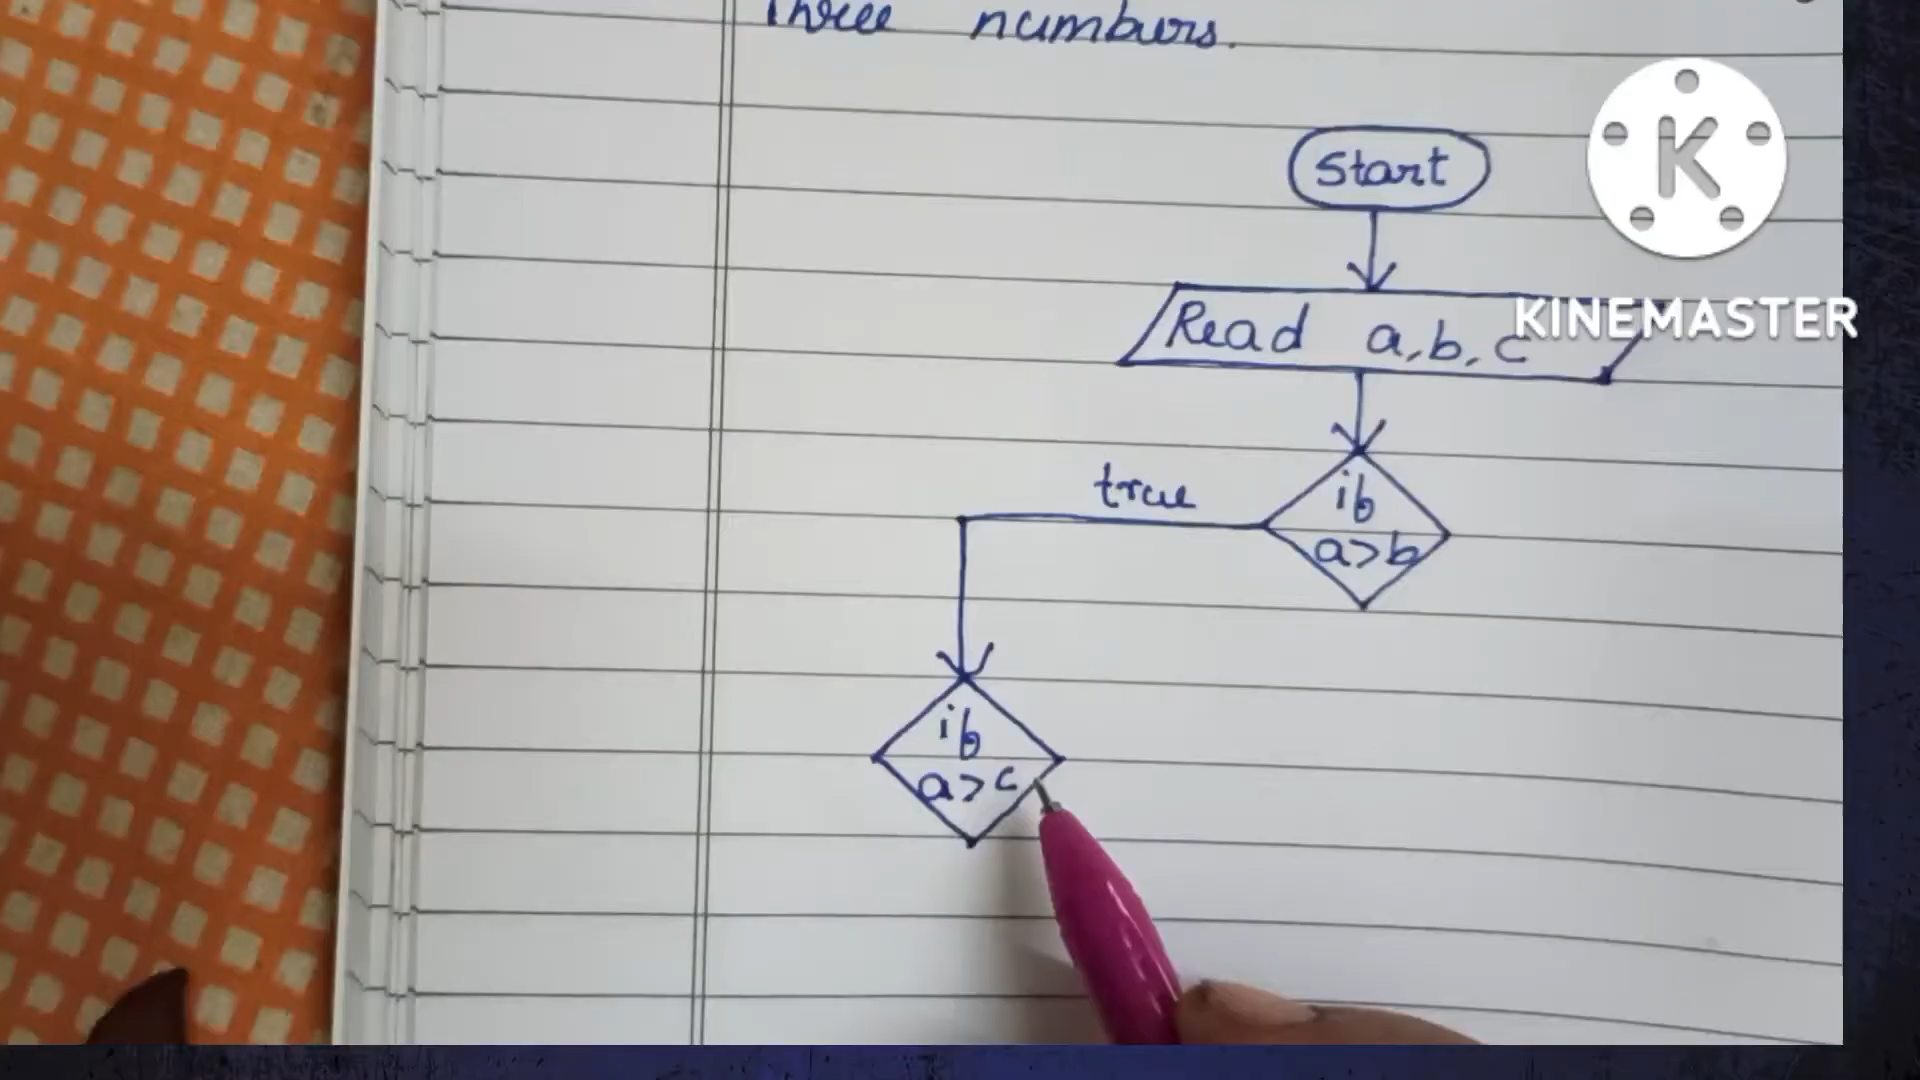 Three numbers.
Start
K
KINEMASTER
Read a, b, c
true
if
a>b
if
a>c